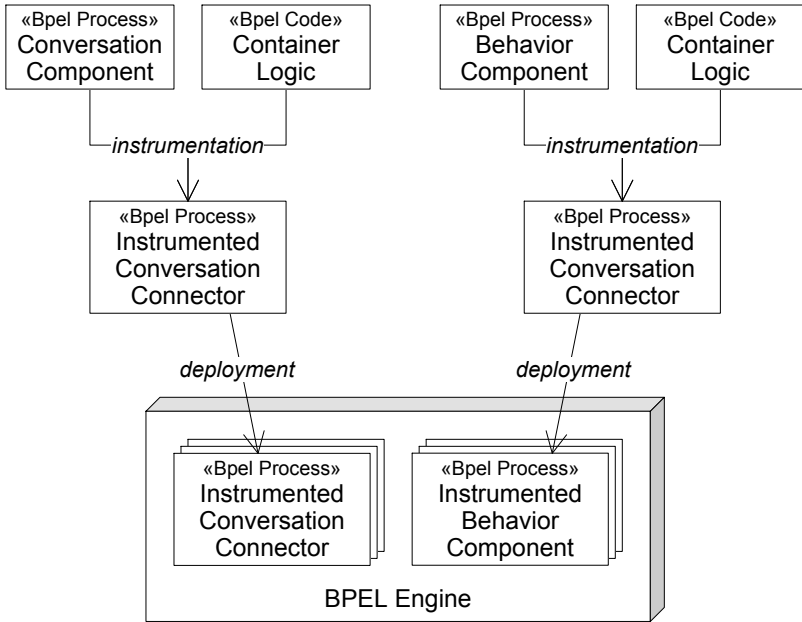 «Bpel Process»
Conversation
Component
«Bpel Code»
Container
Logic
«Bpel Process»
Behavior
Component
«Bpel Code»
Container
Logic
instrumentation
instrumentation
«Bpel Process»
Instrumented
Conversation
Connector
«Bpel Process»
Instrumented
Conversation
Connector
deployment
deployment
«Bpel Process»
Instrumented
Conversation
Connector
«Bpel Process»
Instrumented
Behavior
Component
BPEL Engine